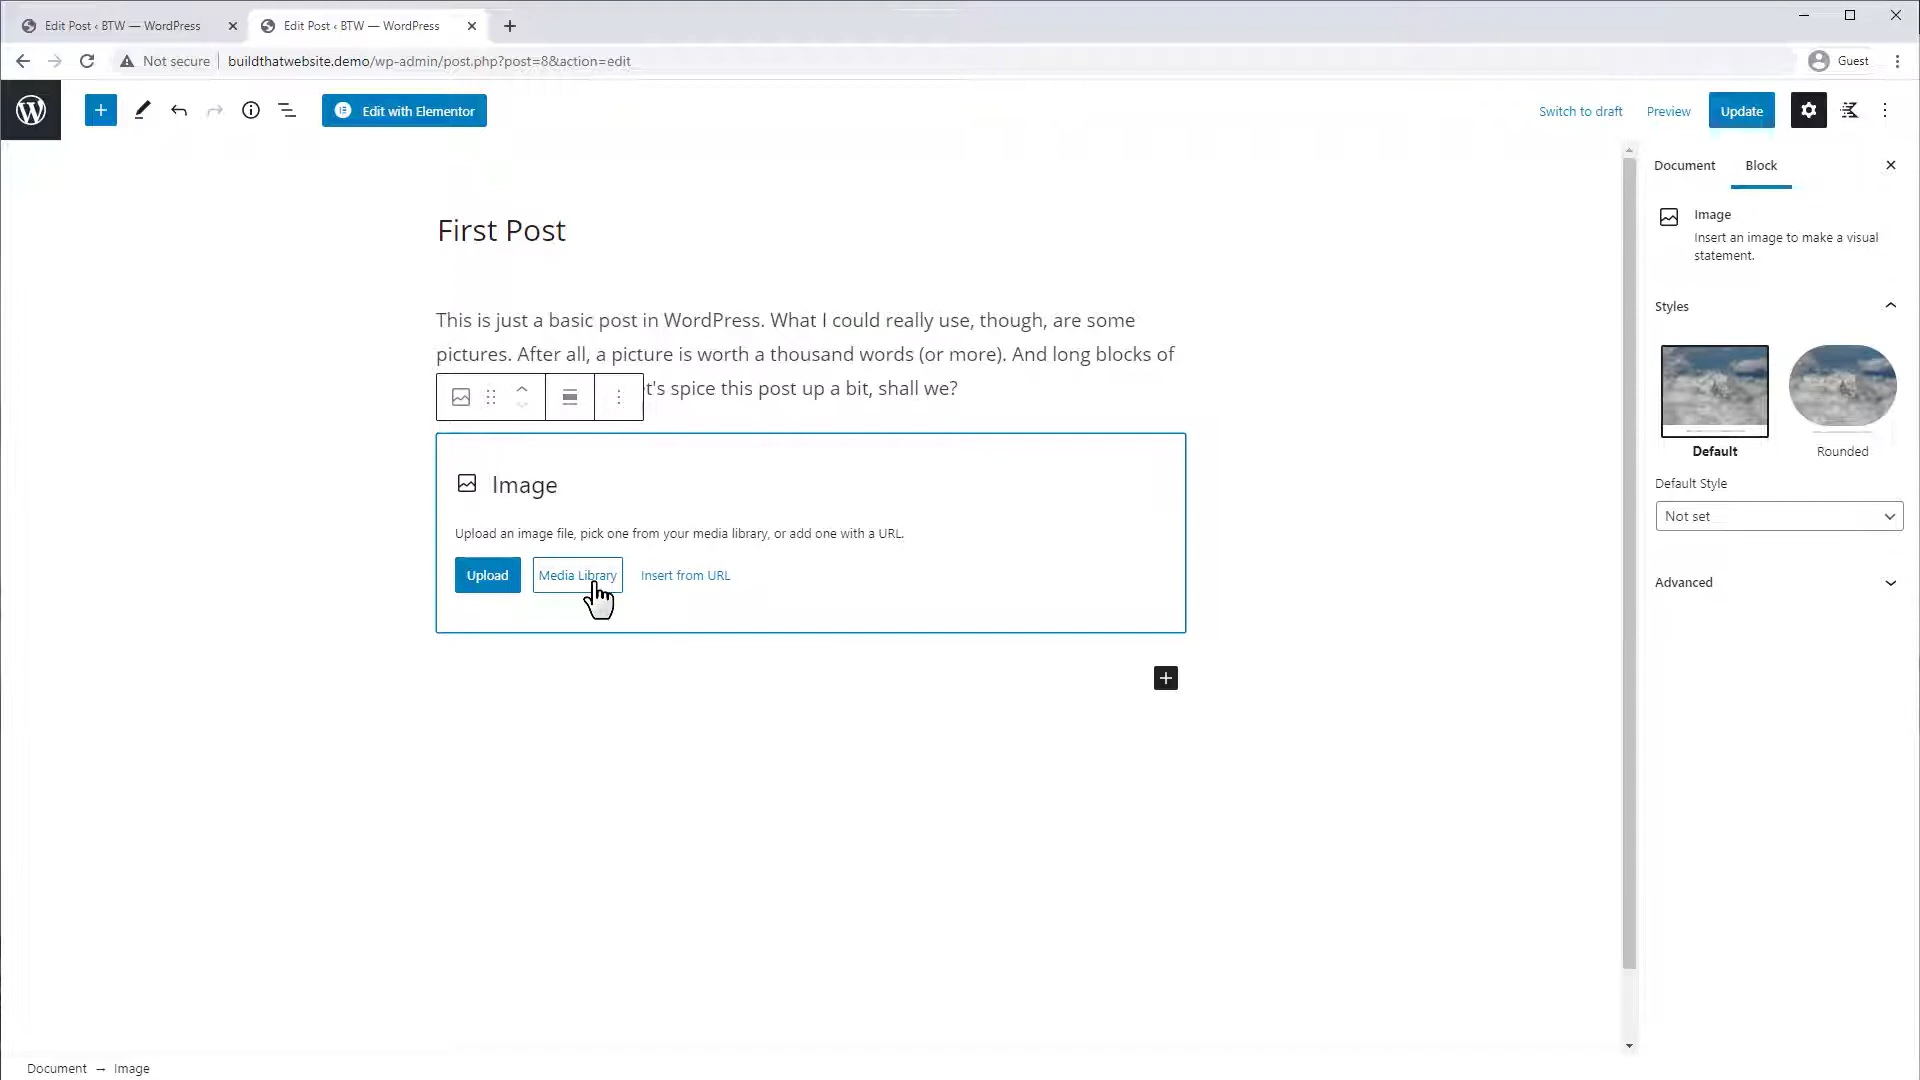 Edit Post ‹ BTW — WordPress
Edit Post ‹ BTW — WordPress
Not secure
buildthatwebsite.demo/wp-admin/post.php?post=8&action=edit
Guest
Edit with Elementor
Switch to draft
Preview
Update
Document
Block
Image
Insert an image to make a visual
statement.
Styles
Default
Rounded
Default Style
Not set
Advanced
First Post
This is just a basic post in WordPress. What I could really use, though, are some
pictures. After all, a picture is worth a thousand words (or more). And long blocks of
t's spice this post up a bit, shall we?
Image
Upload an image file, pick one from your media library, or add one with a URL.
Upload
Media Library
Insert from URL
Document → Image